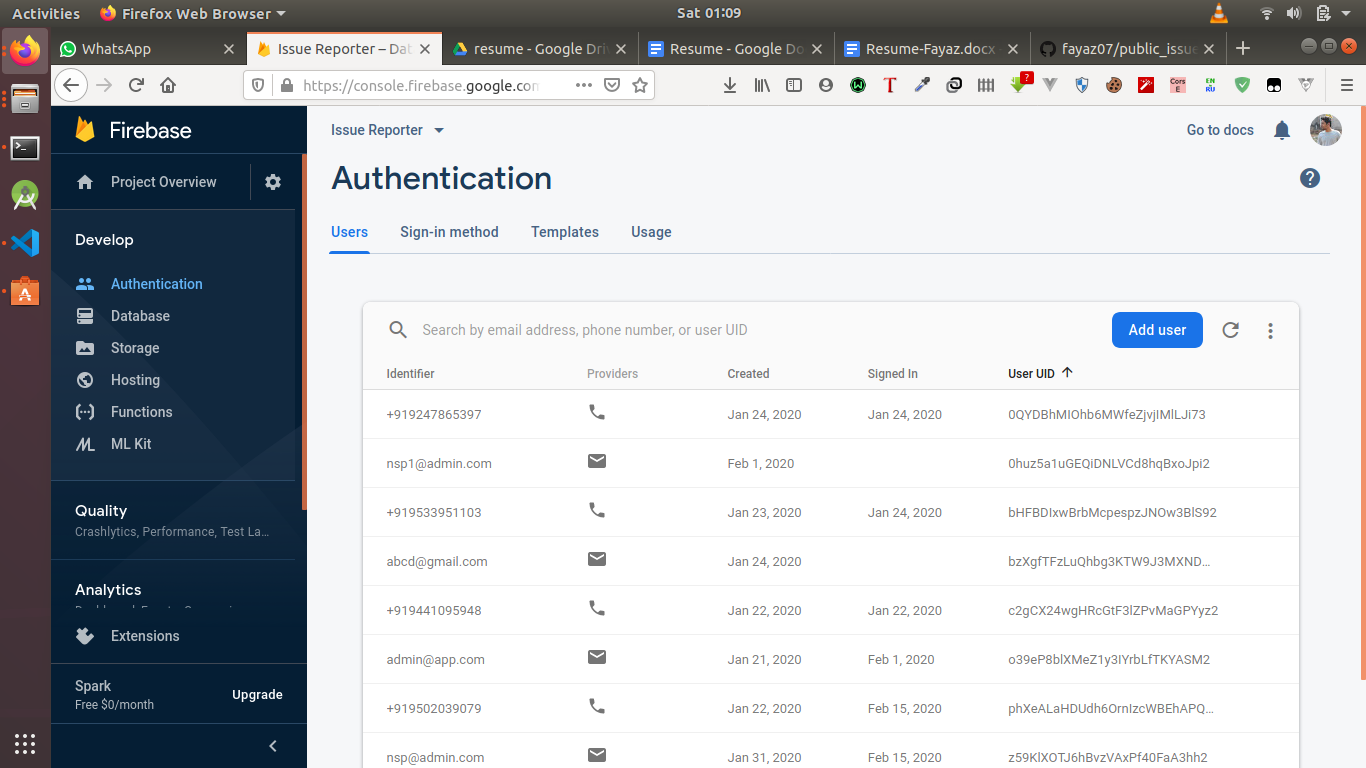 Activities Firefox Web Browser Sat 01:09
WhatsApp Issue Reporter – Dat resume - Google Driv Resume - Google Do Resume-Fayaz.docx fayaz07/public_issue
https://console.firebase.google.con
Firebase
Project Overview
Develop
Authentication
Database
Storage
Hosting
Functions
ML Kit
Quality
Crashlytics, Performance, Test La…
Analytics
Extensions
Spark
Free $0/month
Upgrade
Issue Reporter
Go to docs
Authentication
Users Sign-in method Templates Usage
Search by email address, phone number, or user UID
Add user
Identifier Providers Created Signed In User UID
+919247865397 Jan 24, 2020 Jan 24, 2020 0QYDBhMIOhb6MWfeZjvjIMlLJi73
nsp1@admin.com Feb 1, 2020 0huz5a1uGEQiDNLVCd8hqBxoJpi2
+919533951103 Jan 23, 2020 Jan 24, 2020 bHFBDIxwBrbMcpespzJNOw3BlS92
abcd@gmail.com Jan 24, 2020 bzXgfTFzLuQhbg3KTW9J3MXND…
+919441095948 Jan 22, 2020 Jan 22, 2020 c2gCX24wgHRcGtF3lZPvMaGPYyz2
admin@app.com Jan 21, 2020 Feb 1, 2020 o39eP8blXMeZ1y3IYrbLfTKYASM2
+919502039079 Jan 22, 2020 Feb 15, 2020 phXeALaHDUdh6OrnIzcWBEhAPQ…
nsp@admin.com Jan 31, 2020 Feb 15, 2020 z59KlXOTJ6hBvzVAxPf40FaA3hh2